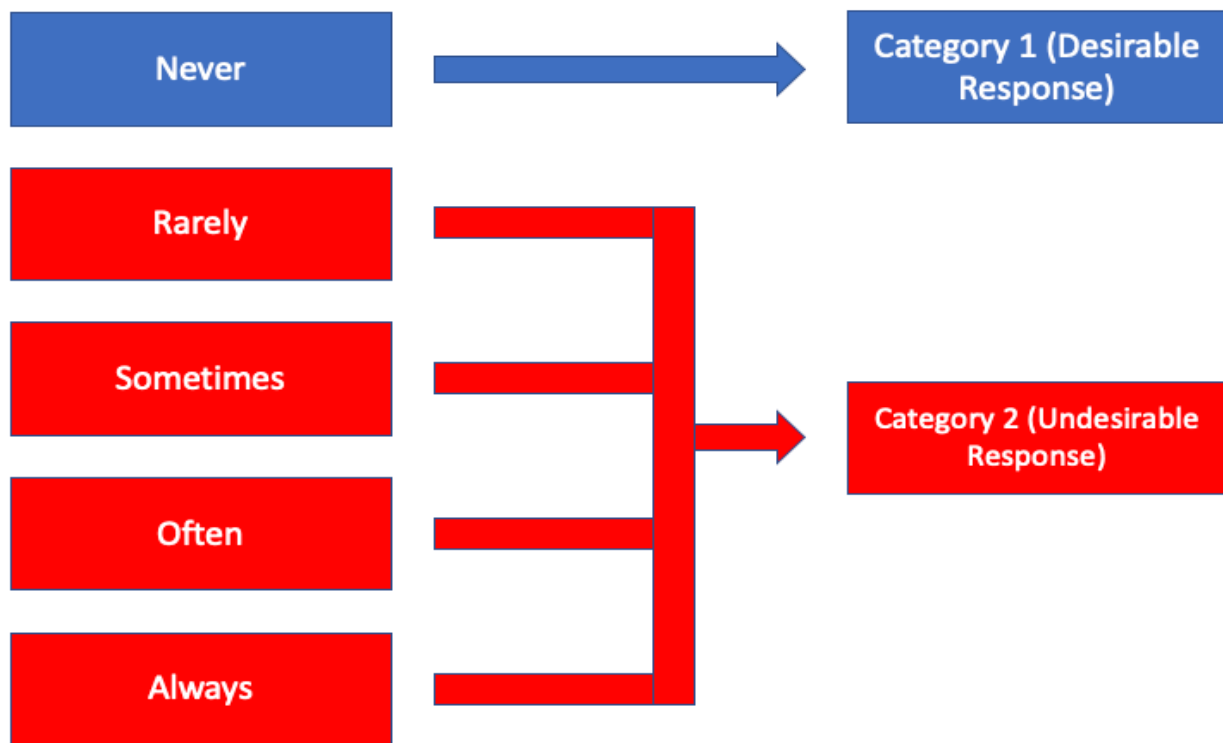 Never
Category 1 (Desirable
Response)
Rarely
Sometimes
Category 2 (Undesirable
Response)
Often
Always